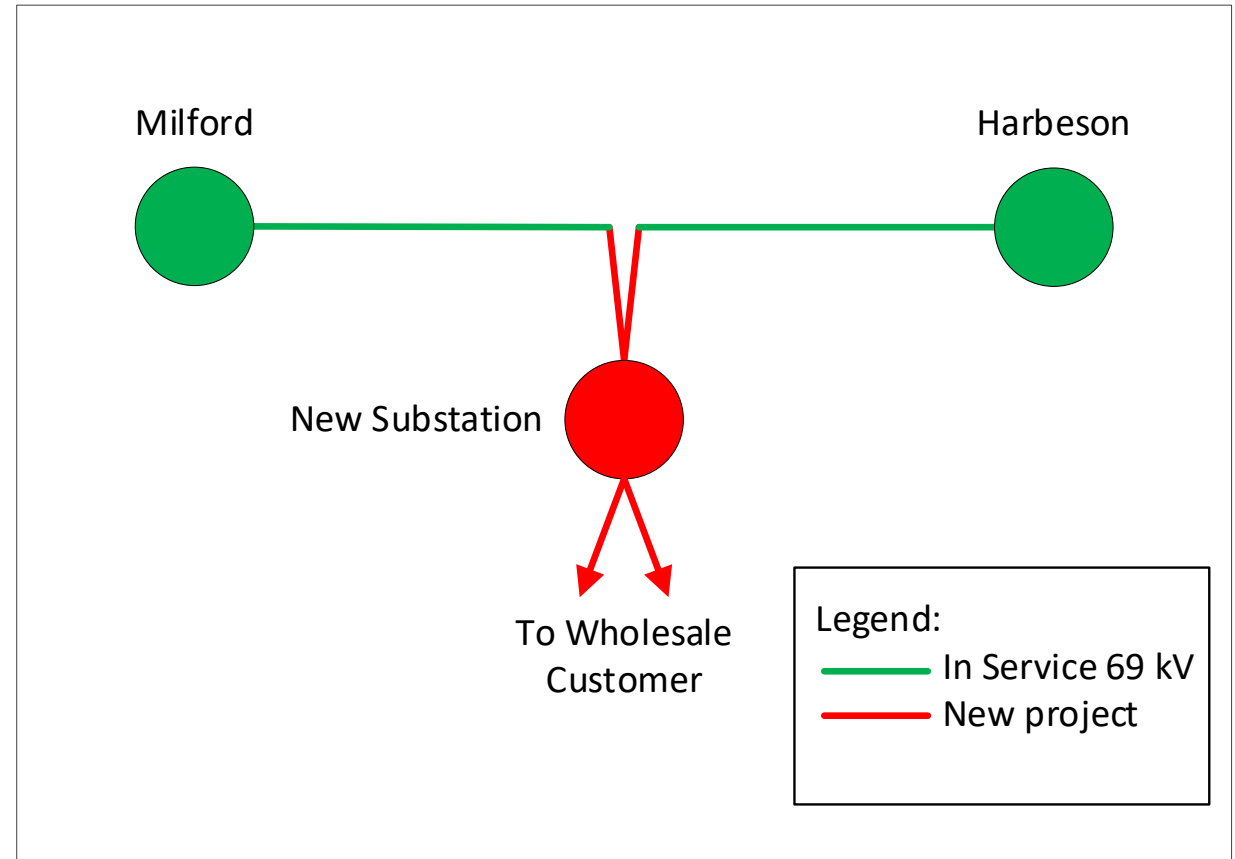 Milford
Harbeson
New Substation
To Wholesale
Customer
Legend:
In Service 69 kV
New project